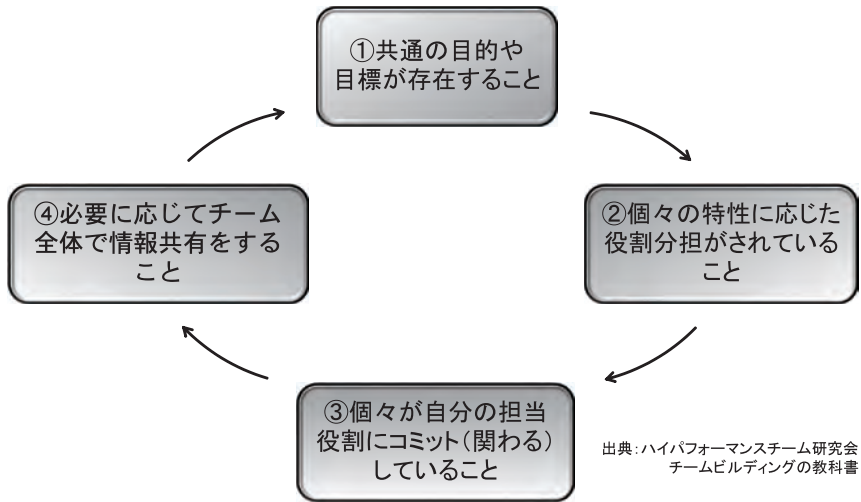 ①共通の目的や
目標が存在すること
②個々の特性に応じた
役割分担がされている
こと
③個々が自分の担当
役割にコミット（関わる）
していること
④必要に応じてチーム
全体で情報共有をする
こと
出典：ハイパフォーマンスチーム研究会
チームビルディングの教科書